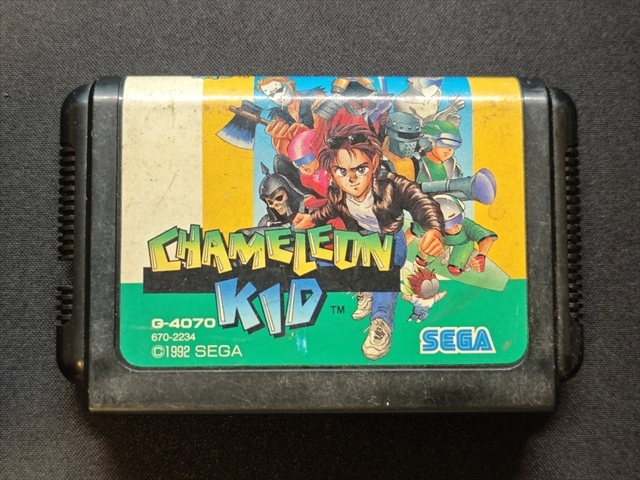 CHAMELEON
KID
TM
G-4070
670-2234
©1992 SEGA
SEGA